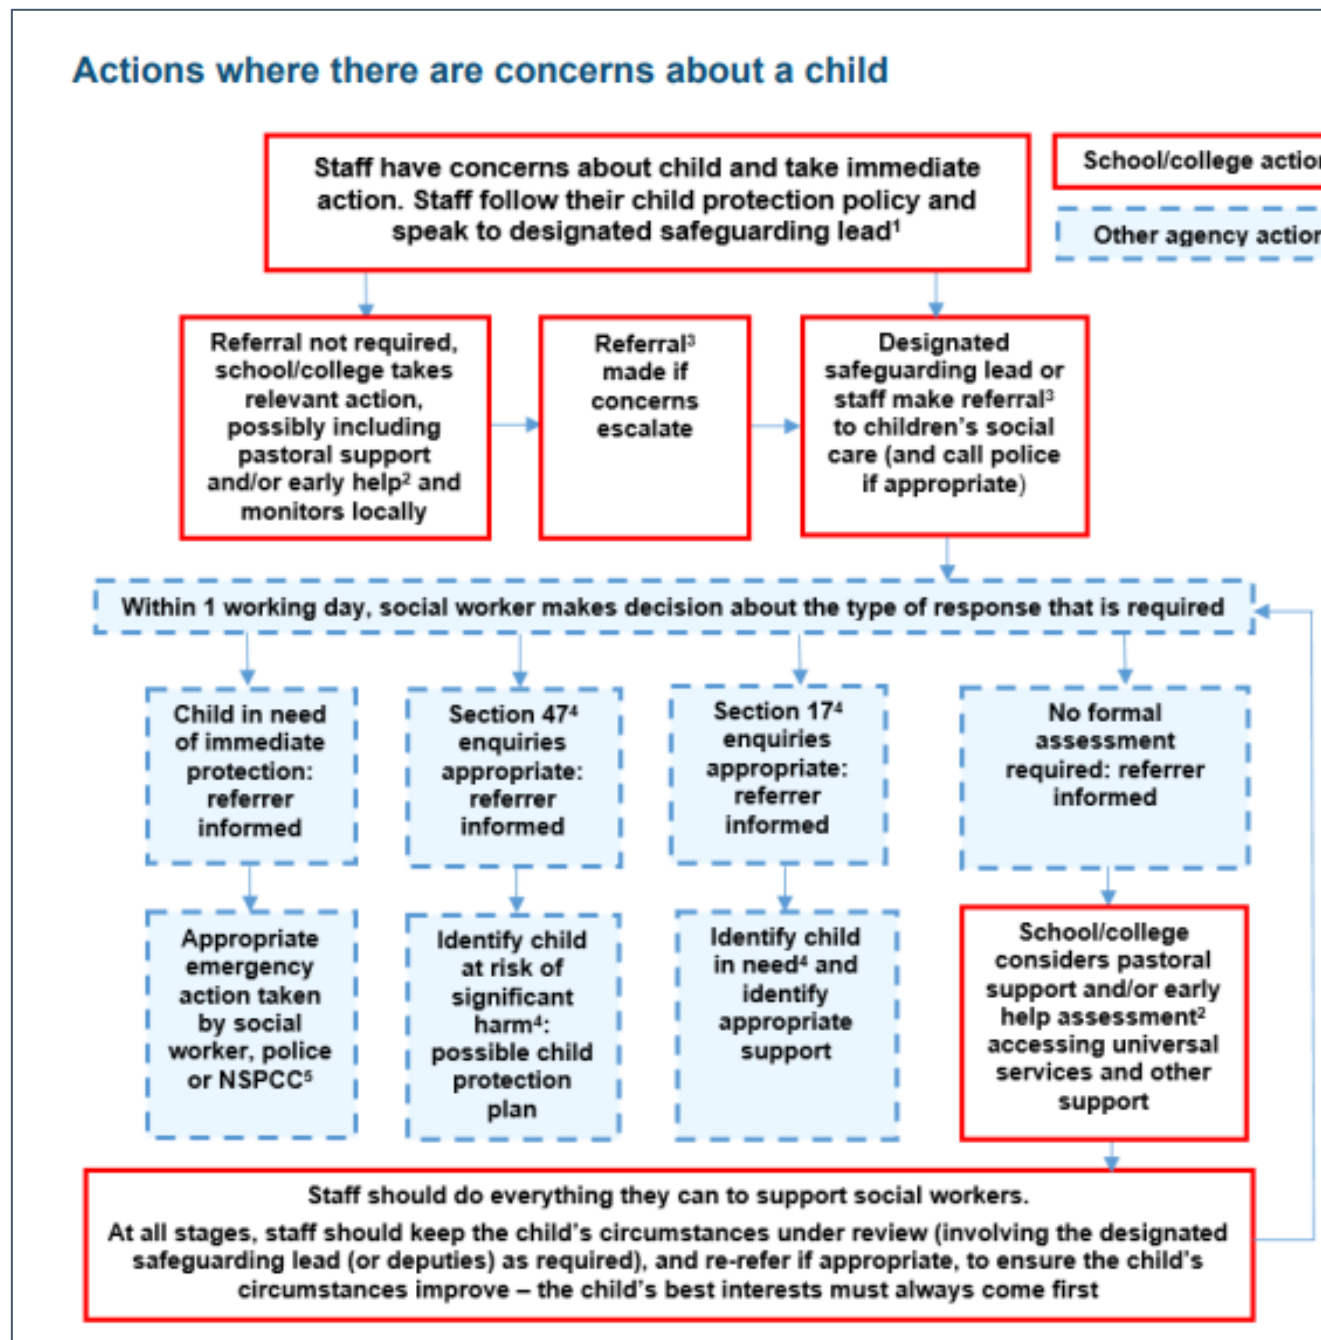 Actions where there are concerns about a child
Staff have concerns about child and take immediate
action. Staff follow their child protection policy and
speak to designated safeguarding lead¹
School/college action
Other agency action
Referral not required,
school/college takes
relevant action,
possibly including
pastoral support
and/or early help² and
monitors locally
Referral³
made if
concerns
escalate
Designated
safeguarding lead or
staff make referral³
to children’s social
care (and call police
if appropriate)
Within 1 working day, social worker makes decision about the type of response that is required
Child in need
of immediate
protection:
referrer
informed
Section 47⁴
enquiries
appropriate:
referrer
informed
Section 17⁴
enquiries
appropriate:
referrer
informed
No formal
assessment
required: referrer
informed
Appropriate
emergency
action taken
by social
worker, police
or NSPCC⁵
Identify child
at risk of
significant
harm⁴:
possible child
protection
plan
Identify child
in need⁴ and
identify
appropriate
support
School/college
considers pastoral
support and/or early
help assessment²
accessing universal
services and other
support
Staff should do everything they can to support social workers.
At all stages, staff should keep the child’s circumstances under review (involving the designated
safeguarding lead (or deputies) as required), and re-refer if appropriate, to ensure the child’s
circumstances improve – the child’s best interests must always come first